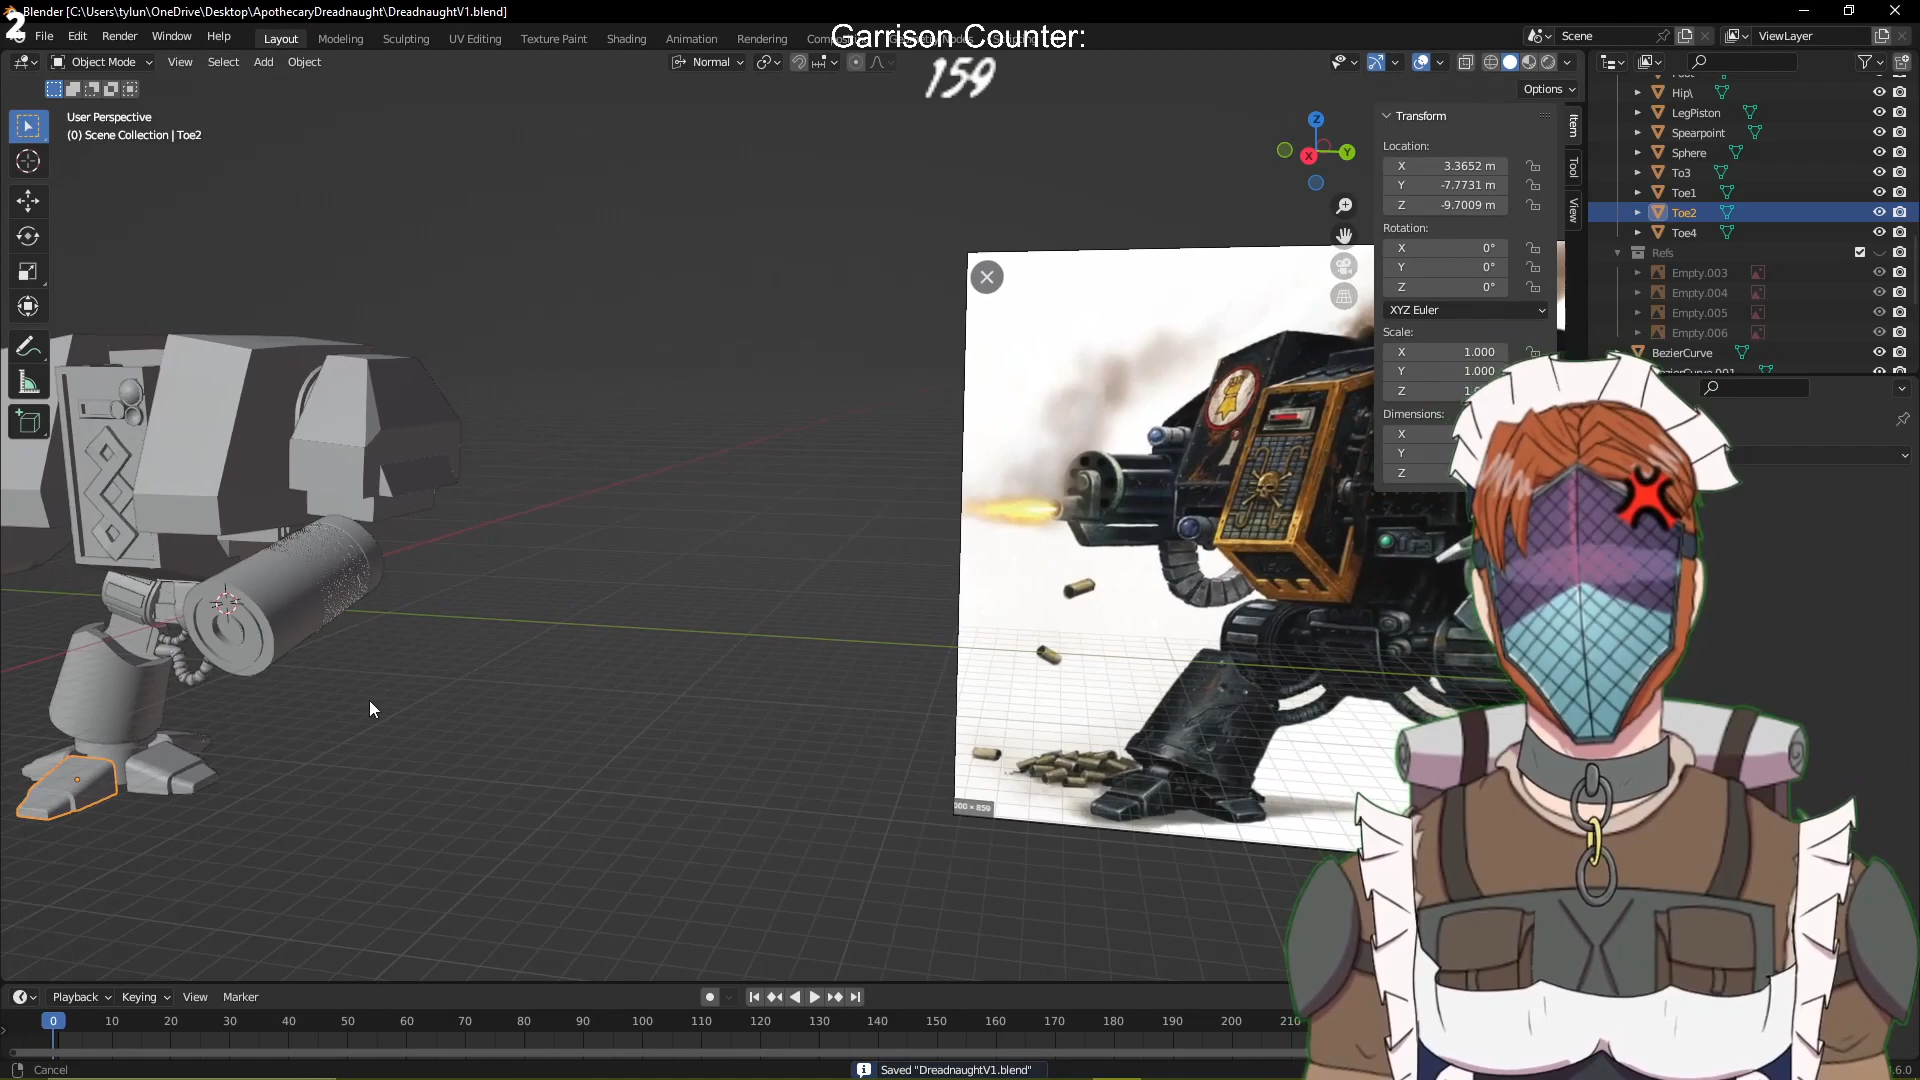 2
Blender [C:\Users\tylun\OneDrive\Desktop\ApothecaryDreadnaught\DreadnaughtV1.blend]
File Edit Render Window Help
Layout Modeling Sculpting UV Editing Texture Paint Shading Animation Rendering
Garrison Counter:
159
Scene
ViewLayer
Object Mode View Select Add Object
Normal
Options
User Perspective
(0) Scene Collection | Toe2
Z
Y
X
Transform
Location:
X 3.3652 m
Y -7.7731 m
Z -9.7009 m
Rotation:
X 0°
Y 0°
Z 0°
XYZ Euler
Scale:
X 1.000
Y 1.000
Z
Dimensions:
X
Y
Z
Item
Tool
View
Hip\
LegPiston
Spearpoint
Sphere
To3
Toe1
Toe2
Toe4
Refs
Empty.003
Empty.004
Empty.005
Empty.006
BezierCurve
000 × 859
Playback Keying View Marker
0 10 20 30 40 50 60 70 80 90 100 110 120 130 140 150 160 170 180 190 200 210
Cancel
Saved "DreadnaughtV1.blend"